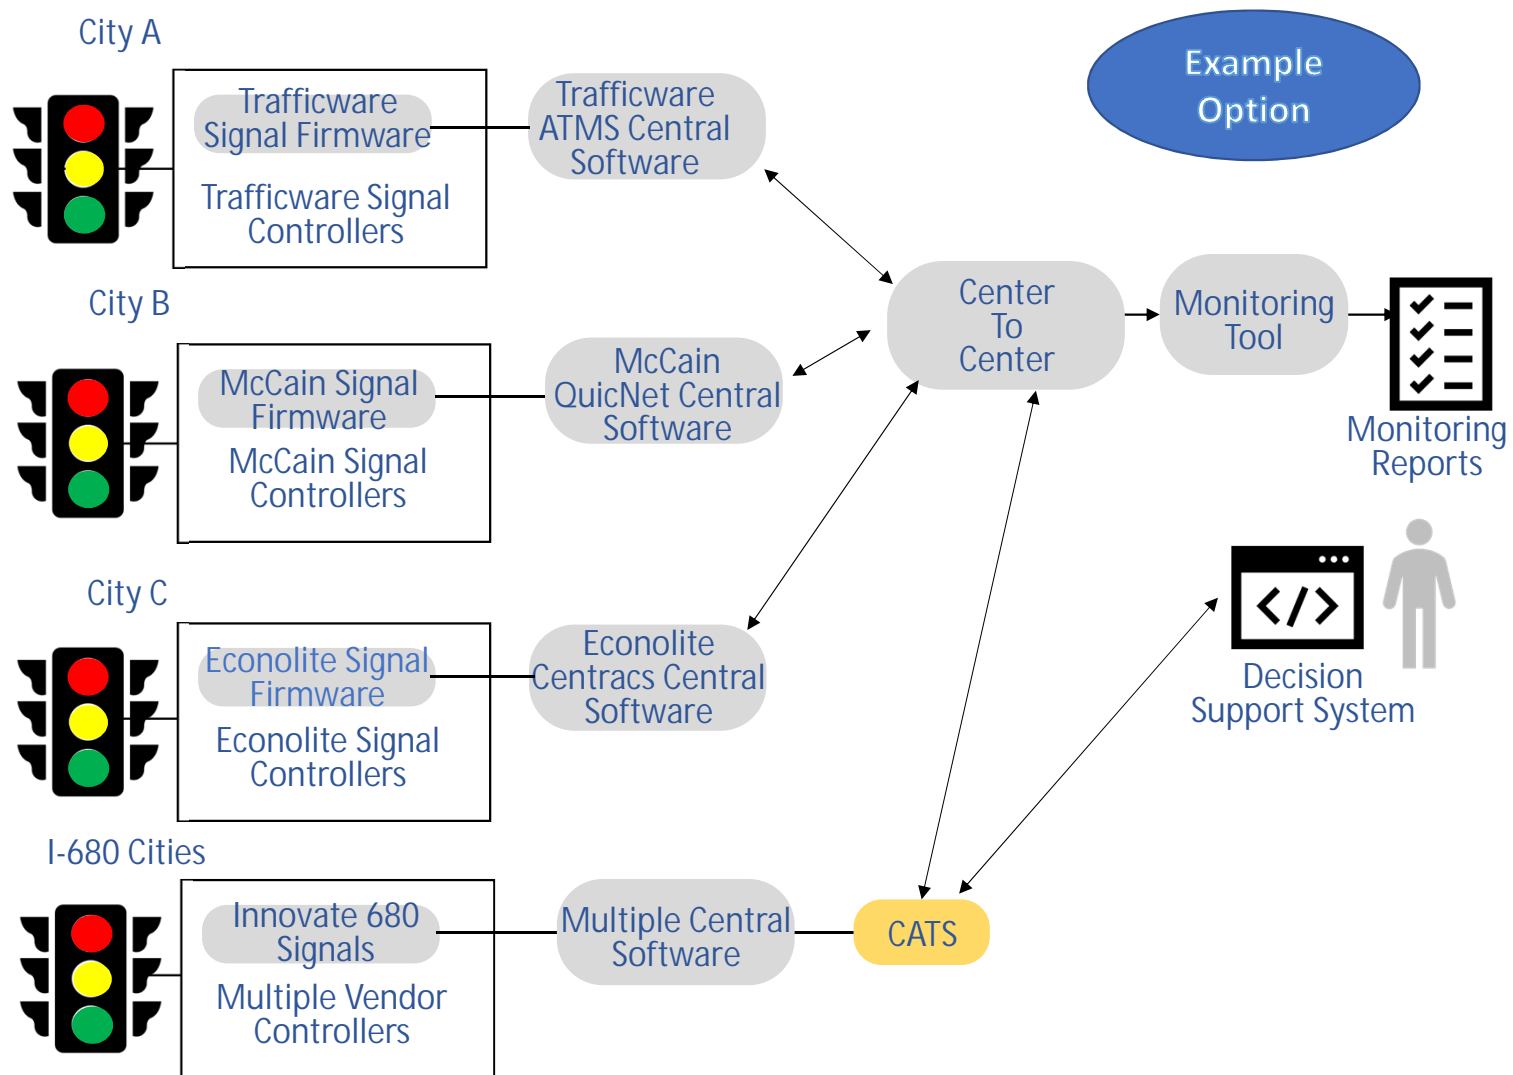 City A
Trafficware
Signal Firmware
Trafficware Signal
Controllers
Trafficware
ATMS Central
Software
Example
Option
City B
McCain Signal
Firmware
McCain Signal
Controllers
McCain
QuicNet Central
Software
Center
To
Center
Monitoring
Tool
Monitoring
Reports
City C
Econolite Signal
Firmware
Econolite Signal
Controllers
Econolite
Centracs Central
Software
</>
Decision
Support System
I-680 Cities
Innovate 680
Signals
Multiple Vendor
Controllers
Multiple Central
Software
CATS